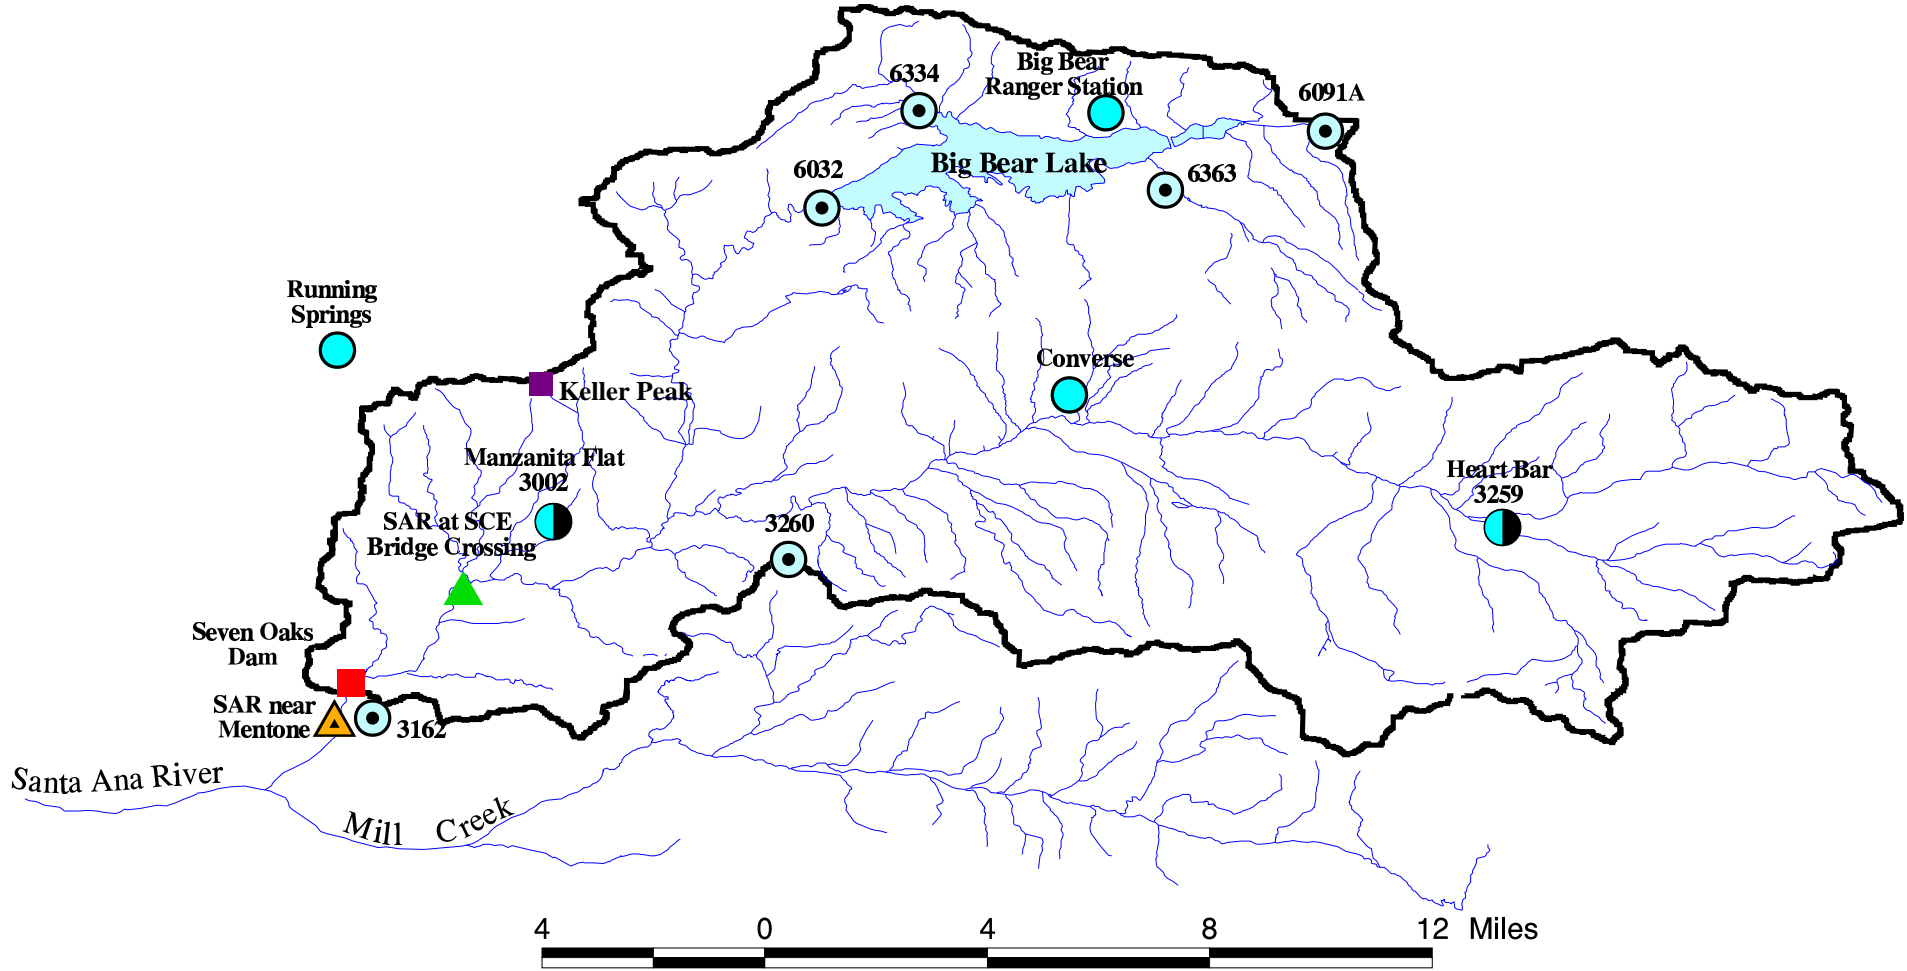 Big Bear
Ranger Station
6334
6091A
Big Bear Lake
6032
6363
Running
Springs
Converse
Keller Peak
Manzanita Flat
3002
Heart Bar
3259
SAR at SCE
Bridge Crossing
3260
Seven Oaks
Dam
SAR near
Mentone
3162
Santa Ana River
Mill Creek
4 0 4 8 12 Miles